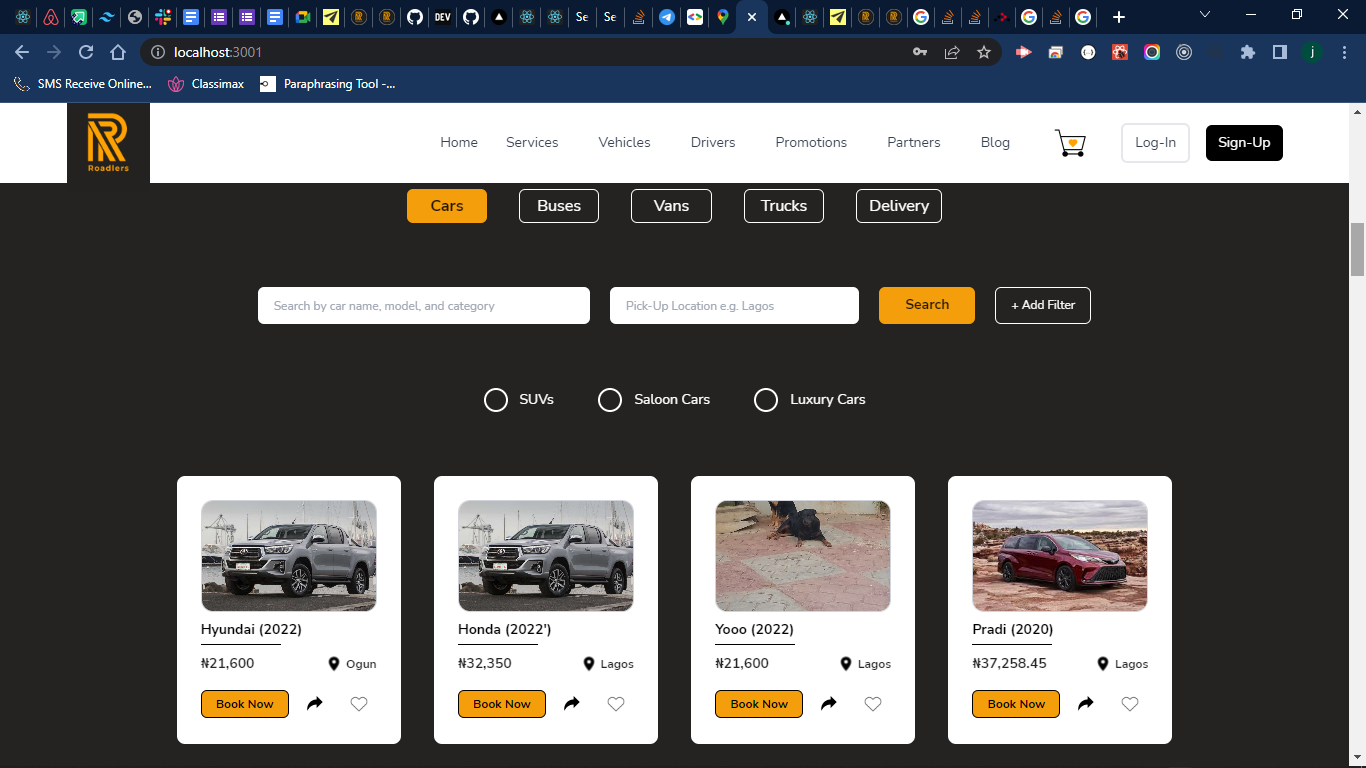 Se
Se
DEV
localhost:3001
j
SMS Receive Online...
Classimax
Paraphrasing Tool -...
Roadlers
Home
Services
Vehicles
Drivers
Promotions
Partners
Blog
Log-In
Sign-Up
Cars
Buses
Vans
Trucks
Delivery
Search by car name, model, and category
Pick-Up Location e.g. Lagos
Search
+ Add Filter
SUVs
Saloon Cars
Luxury Cars
Hyundai (2022)
₦21,600
Ogun
Book Now
Honda (2022')
₦32,350
Lagos
Book Now
Yooo (2022)
₦21,600
Lagos
Book Now
Pradi (2020)
₦37,258.45
Lagos
Book Now